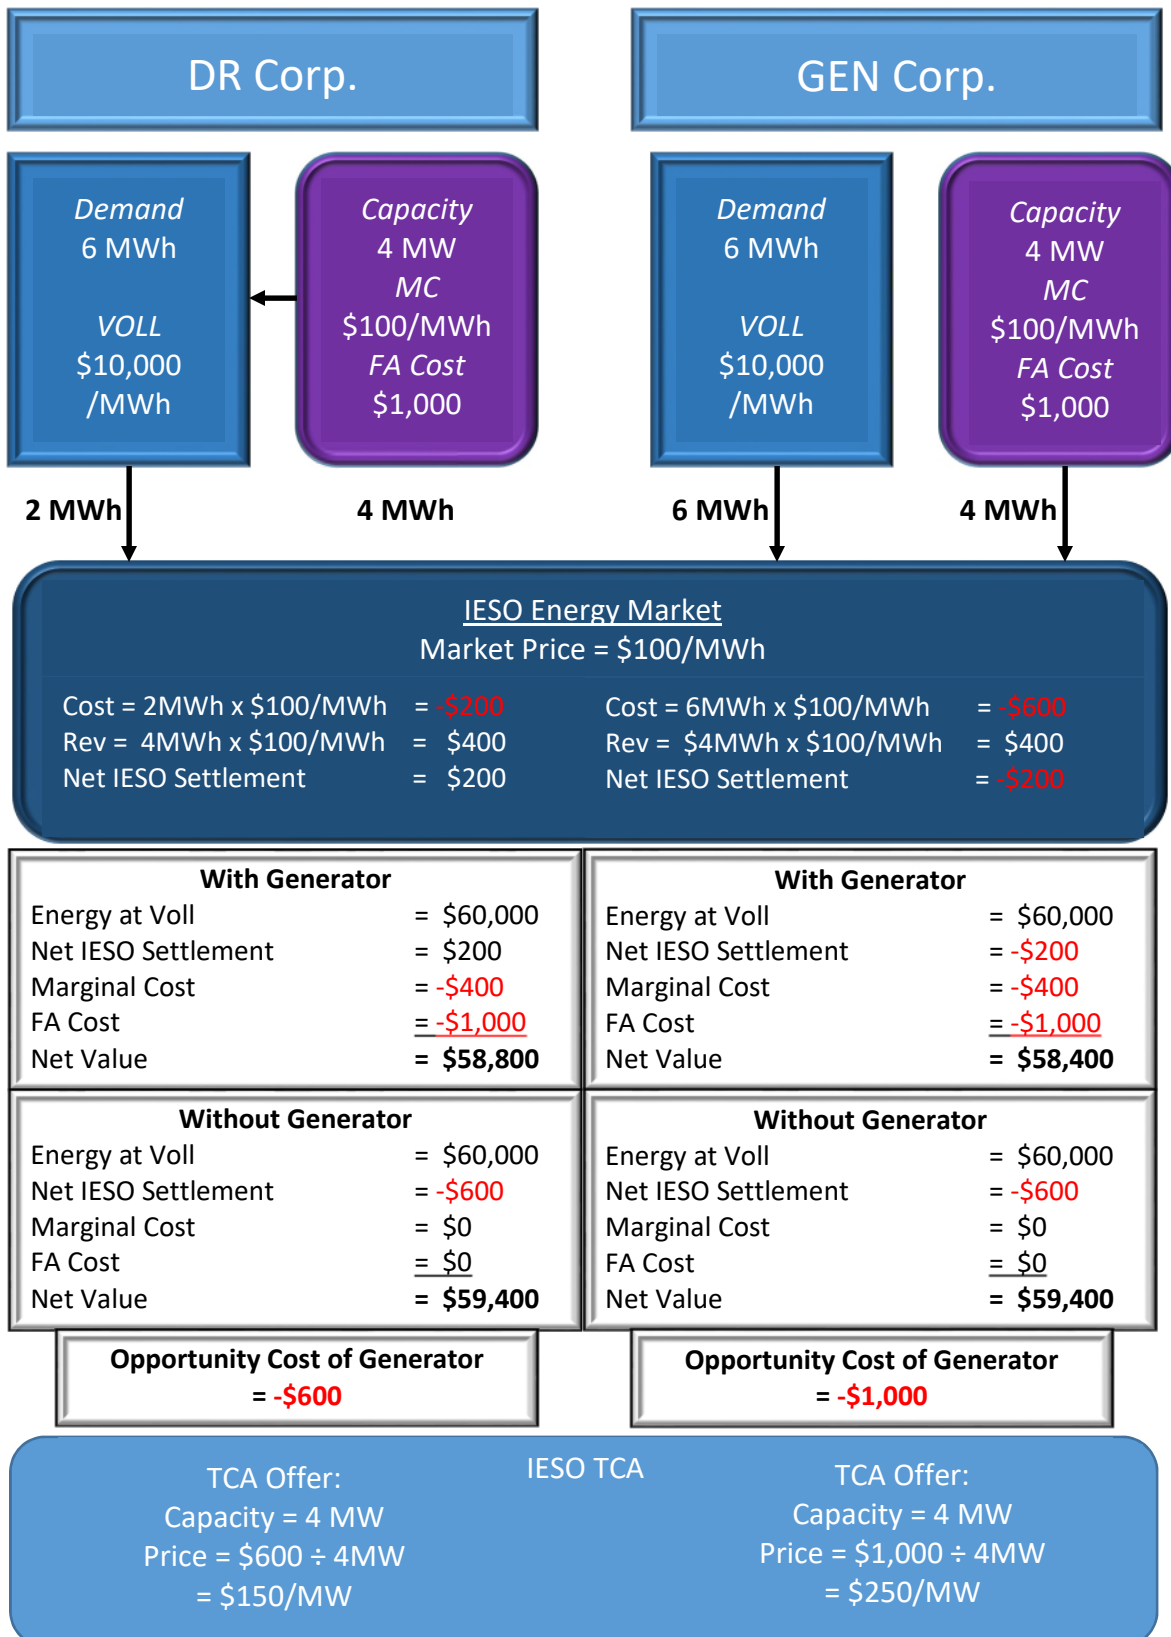 DR Corp.
GEN Corp.
Demand
6 MWh
VOLL
$10,000
/MWh
Capacity
4 MW
MC
$100/MWh
FA Cost
$1,000
Demand
6 MWh
VOLL
$10,000
/MWh
Capacity
4 MW
MC
$100/MWh
FA Cost
$1,000
2 MWh
4 MWh
6 MWh
4 MWh
IESO Energy Market
Market Price = $100/MWh
Cost = 2MWh x $100/MWh = -$200
Rev = 4MWh x $100/MWh = $400
Net IESO Settlement = $200
Cost = 6MWh x $100/MWh = -$600
Rev = $4MWh x $100/MWh = $400
Net IESO Settlement = -$200
With Generator
Energy at Voll = $60,000
Net IESO Settlement = $200
Marginal Cost = -$400
FA Cost = -$1,000
Net Value = $58,800
With Generator
Energy at Voll = $60,000
Net IESO Settlement = -$200
Marginal Cost = -$400
FA Cost = -$1,000
Net Value = $58,400
Without Generator
Energy at Voll = $60,000
Net IESO Settlement = -$600
Marginal Cost = $0
FA Cost = $0
Net Value = $59,400
Without Generator
Energy at Voll = $60,000
Net IESO Settlement = -$600
Marginal Cost = $0
FA Cost = $0
Net Value = $59,400
Opportunity Cost of Generator
= -$600
Opportunity Cost of Generator
= -$1,000
IESO TCA
TCA Offer:
Capacity = 4 MW
Price = $600 ÷ 4MW
= $150/MW
TCA Offer:
Capacity = 4 MW
Price = $1,000 ÷ 4MW
= $250/MW